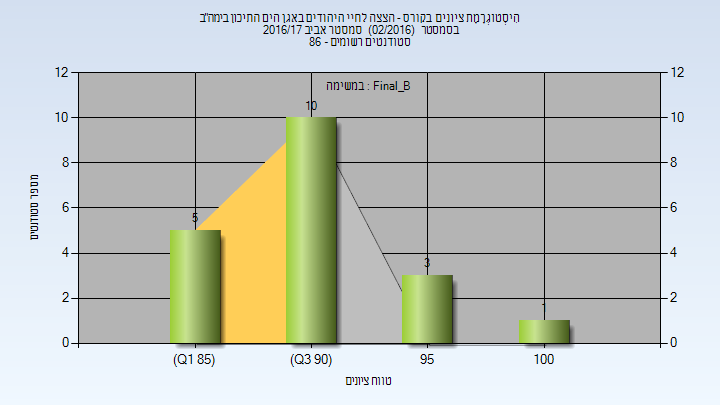 היסטוגרמת ציונים בקורס - הצצה לחיי היהודים באגן הים התיכון בימה"ב
בסמסטר (02/2016) סמסטר אביב 2016/17
סטודנטים רשומים - 86
במשימה : Final_B
מספר סטודנטים
12 12
10 10
8 8
6 6
4 4
2 2
0 0
5
10
3
1
(Q1 85) (Q3 90) 95 100
טווח ציונים